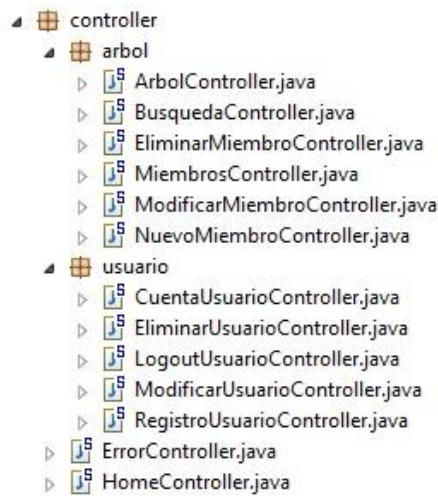 controller
arbol
ArbolController.java
BusquedaController.java
EliminarMiembroController.java
MiembrosController.java
ModificarMiembroController.java
NuevoMiembroController.java
usuario
CuentaUsuarioController.java
EliminarUsuarioController.java
LogoutUsuarioController.java
ModificarUsuarioController.java
RegistroUsuarioController.java
ErrorController.java
HomeController.java